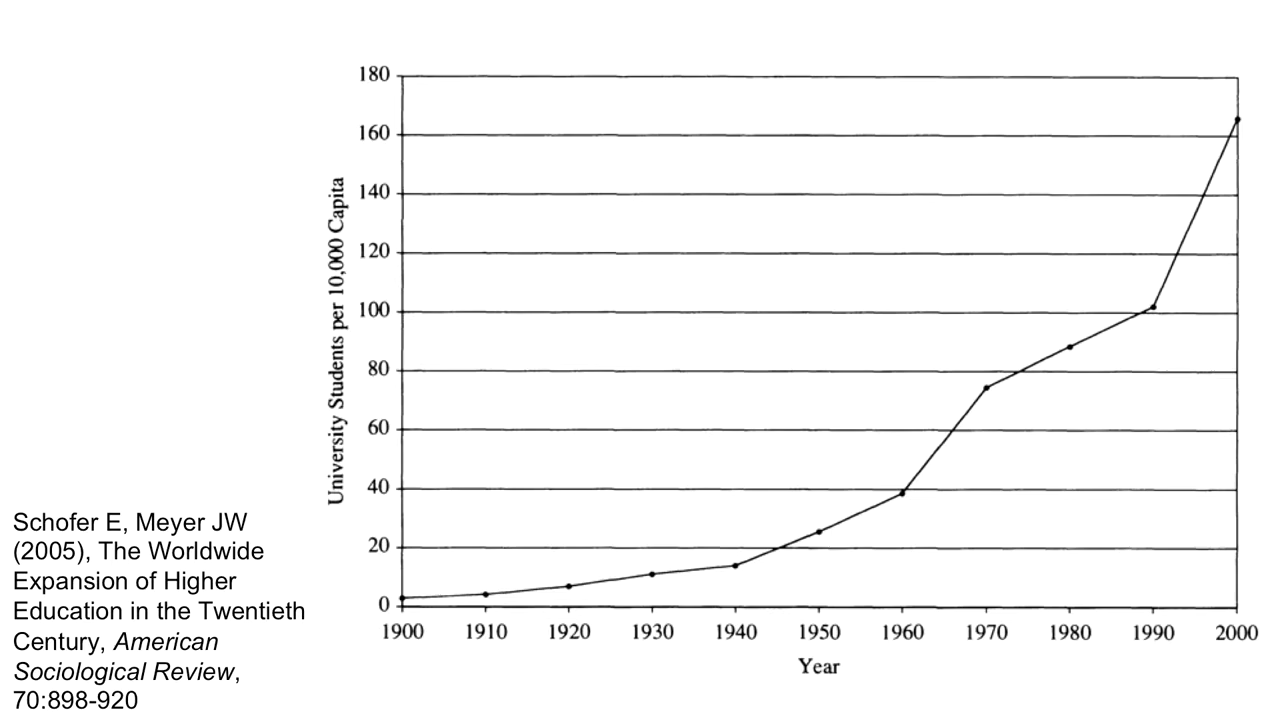 180
160
140
120
100
80
60
40
20
0
University Students per 10,000 Capita
1900 1910 1920 1930 1940 1950 1960 1970 1980 1990 2000
Year
Schofer E, Meyer JW
(2005), The Worldwide
Expansion of Higher
Education in the Twentieth
Century, American
Sociological Review,
70:898-920